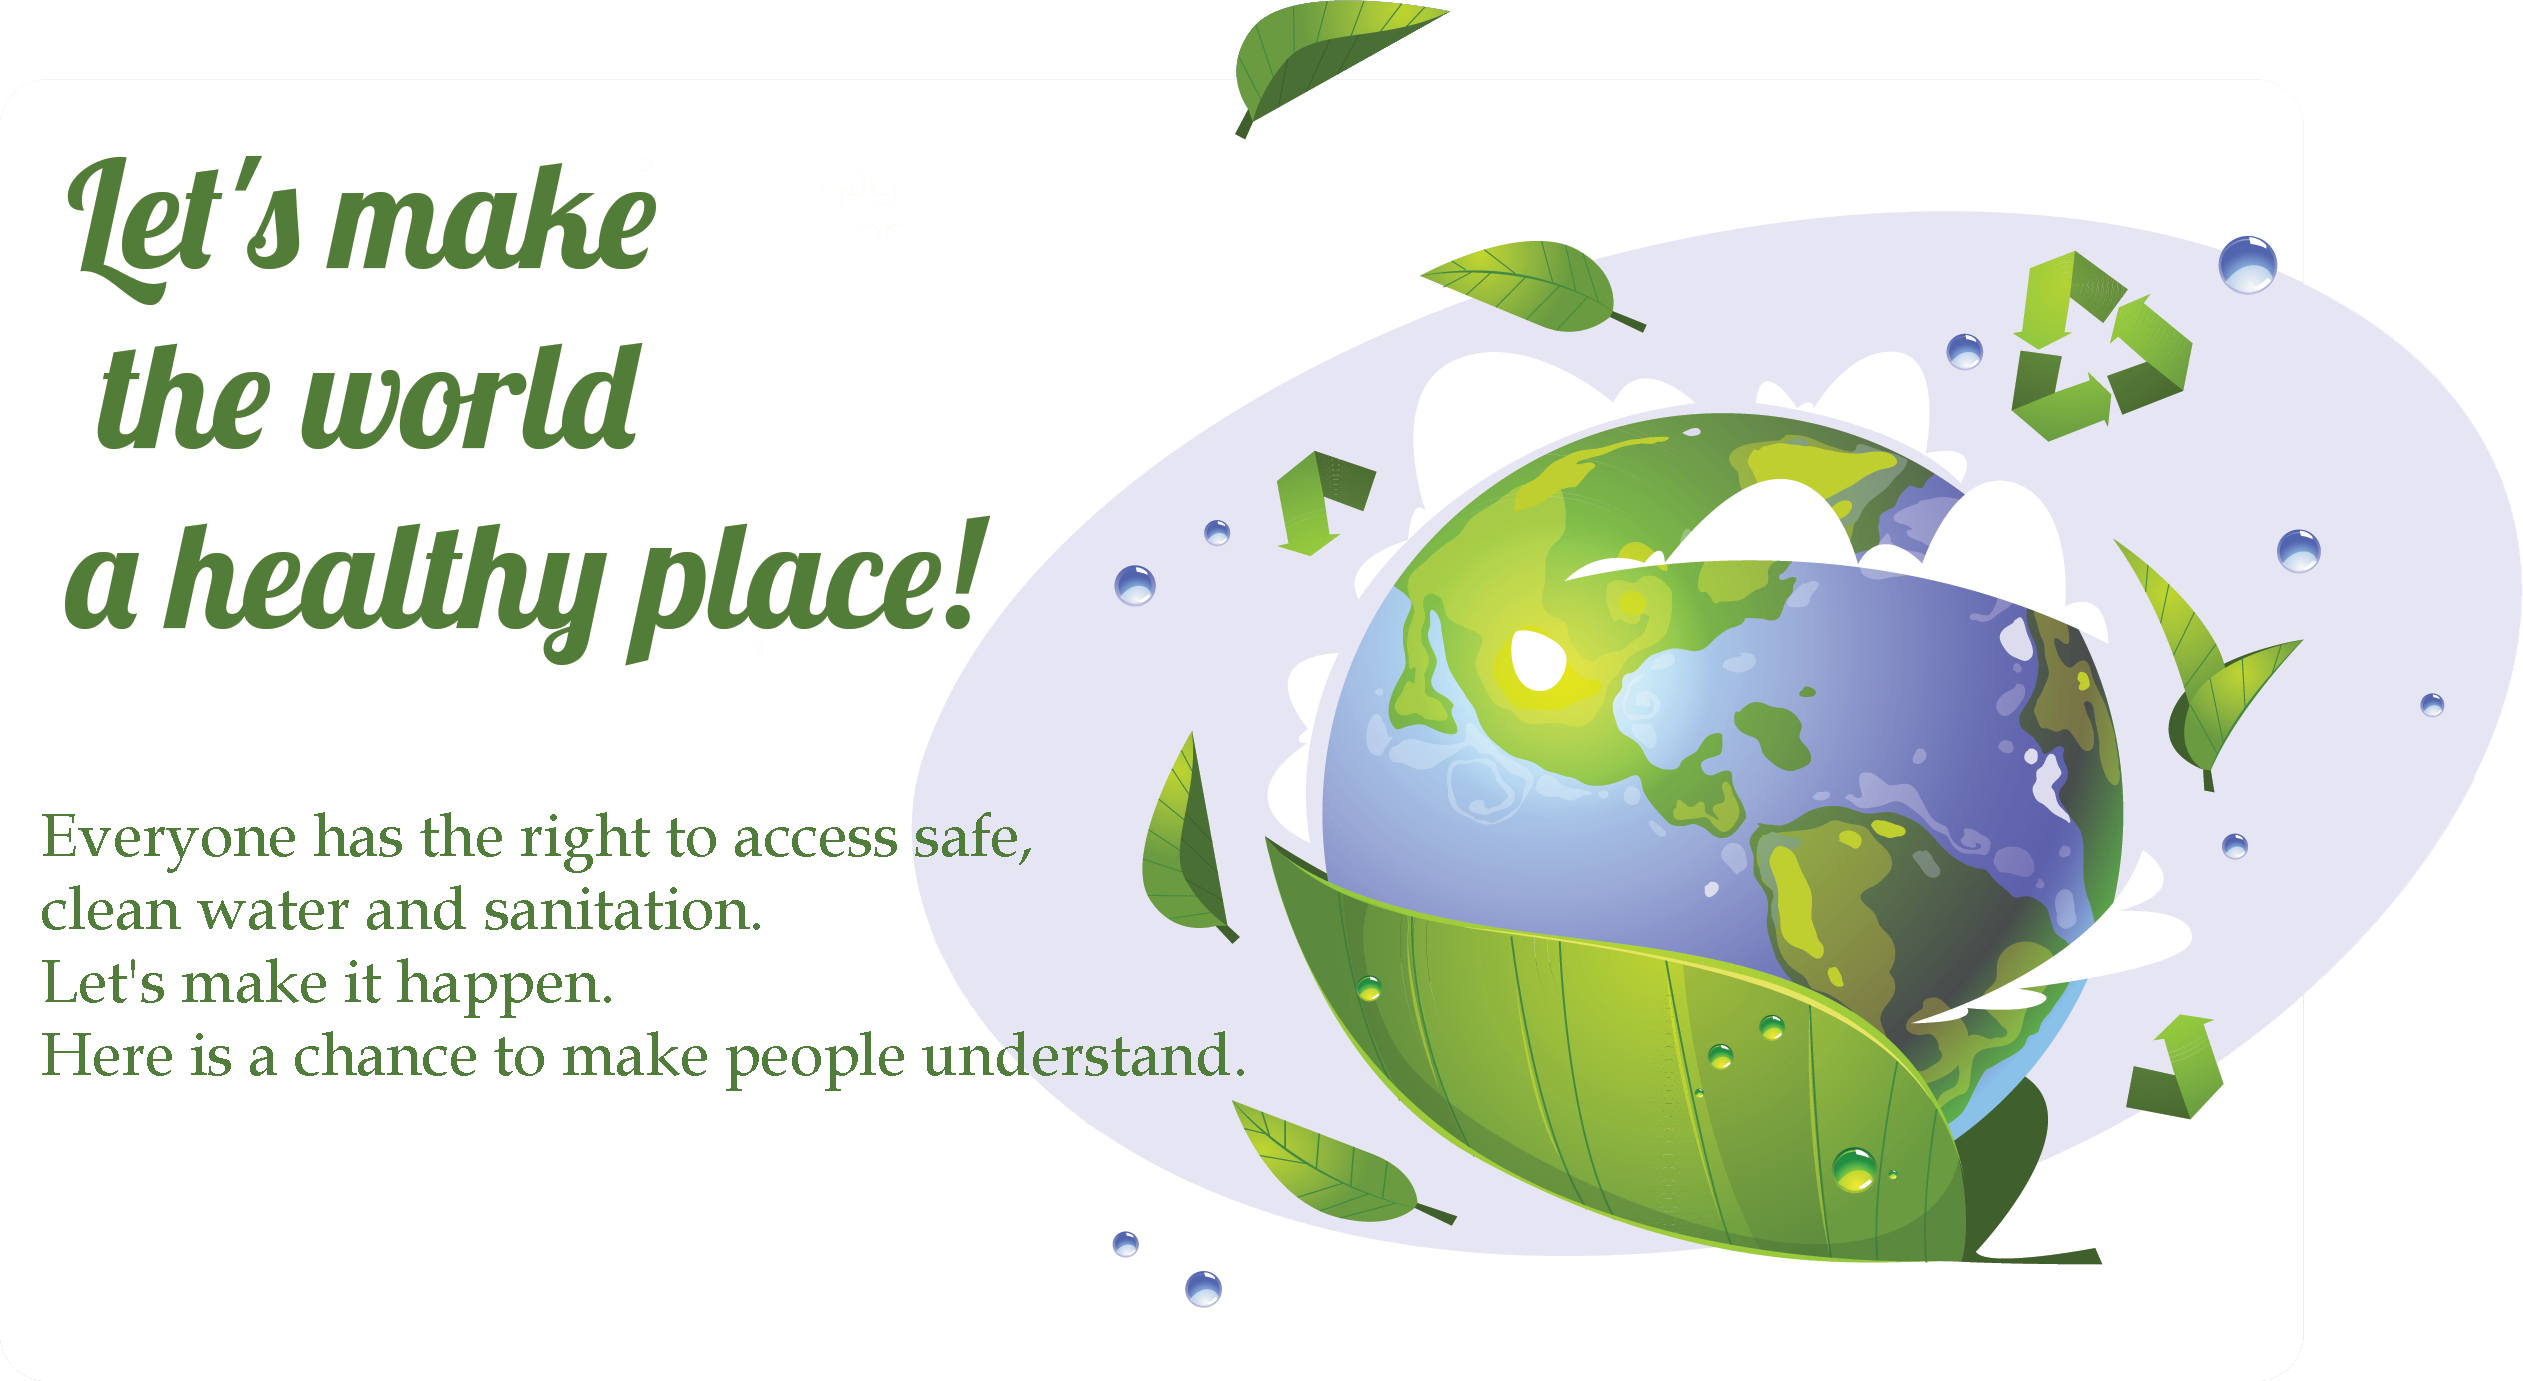 Let's make
the world
a healthy place!
Everyone has the right to access safe,
clean water and sanitation.
Let's make it happen.
Here is a chance to make people understand.